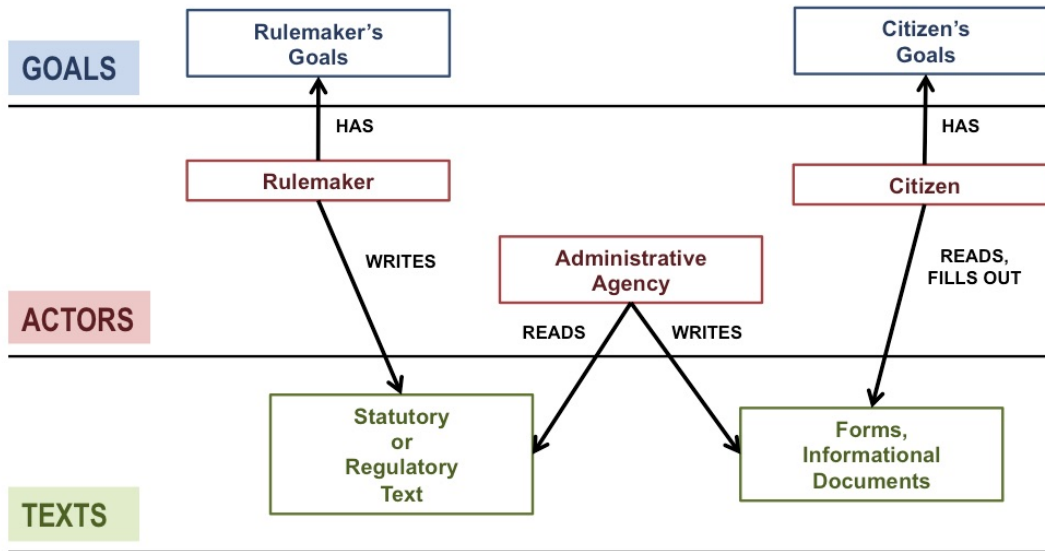 Rulemaker's
Goals
Citizen's
Goals
GOALS
HAS
HAS
Rulemaker
Citizen
WRITES
Administrative
Agency
READS,
FILLS OUT
ACTORS
READS
WRITES
Statutory
or
Regulatory
Text
Forms,
Informational
Documents
TEXTS